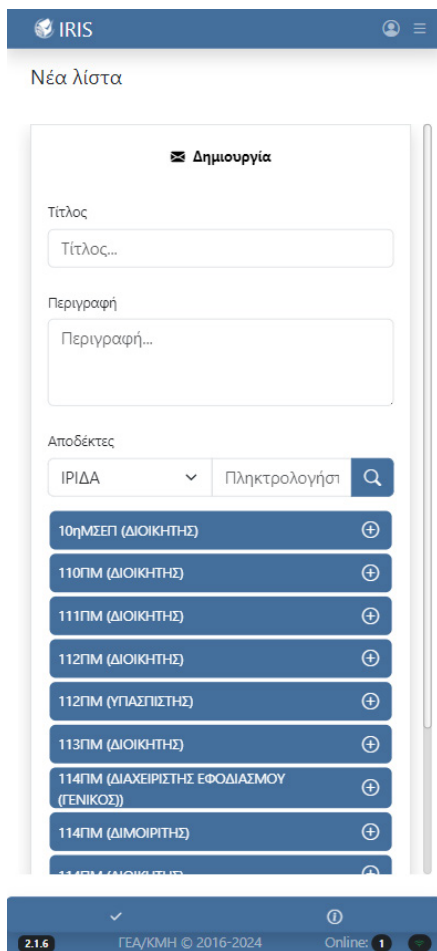 IRIS
Νέα λίστα
Δημιουργία
Τίτλος
Τίτλος...
Περιγραφή
Περιγραφή...
Αποδέκτες
ΙΡΙΔΑ
Πληκτρολογήστ
10ηΜΣΕΠ (ΔΙΟΙΚΗΤΗΣ)
110ΠΜ (ΔΙΟΙΚΗΤΗΣ)
111ΠΜ (ΔΙΟΙΚΗΤΗΣ)
112ΠΜ (ΔΙΟΙΚΗΤΗΣ)
112ΠΜ (ΥΠΑΣΠΙΣΤΗΣ)
113ΠΜ (ΔΙΟΙΚΗΤΗΣ)
114ΠΜ (ΔΙΑΧΕΙΡΙΣΤΗΣ ΕΦΟΔΙΑΣΜΟΥ
(ΓΕΝΙΚΟΣ))
114ΠΜ (ΔΙΜΟΙΡΙΤΗΣ)
114ΠΜ (ΔΙΟΙΚΗΤΗΣ)
2.1.6 ΓΕΑ/ΚΜΗ © 2016-2024 Online: 1